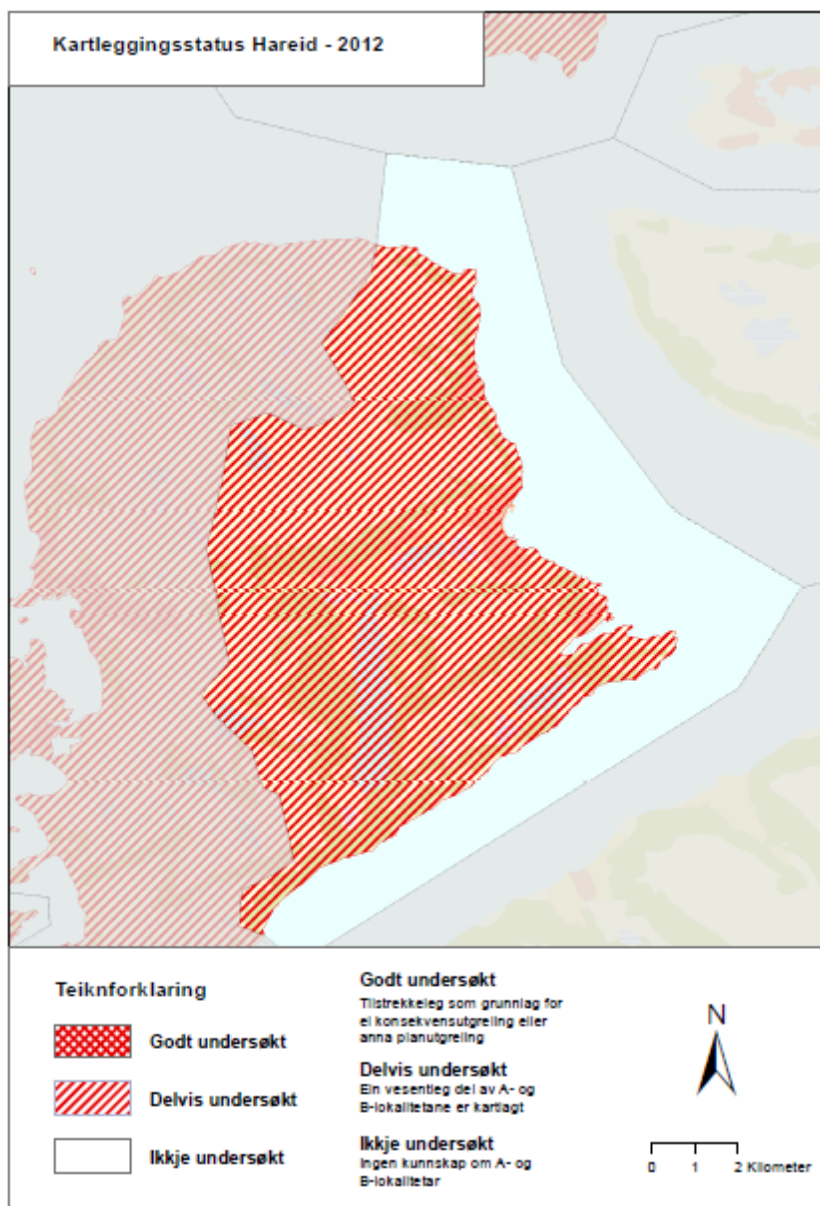 Kartleggingsstatus Hareid - 2012
Teiknforklaring
Godt undersøkt
Delvis undersøkt
Ikkje undersøkt
Godt undersøkt
Tilstrekkeleg som grunnlag for
ei konsekvensutgreiing eller
anna planutgreiing
Delvis undersøkt
Ein vesentleg del av A- og
B-lokalitetane er kartlagt
Ikkje undersøkt
Ingen kunnskap om A- og
B-lokalitetar
N
0 1 2 Kilometer